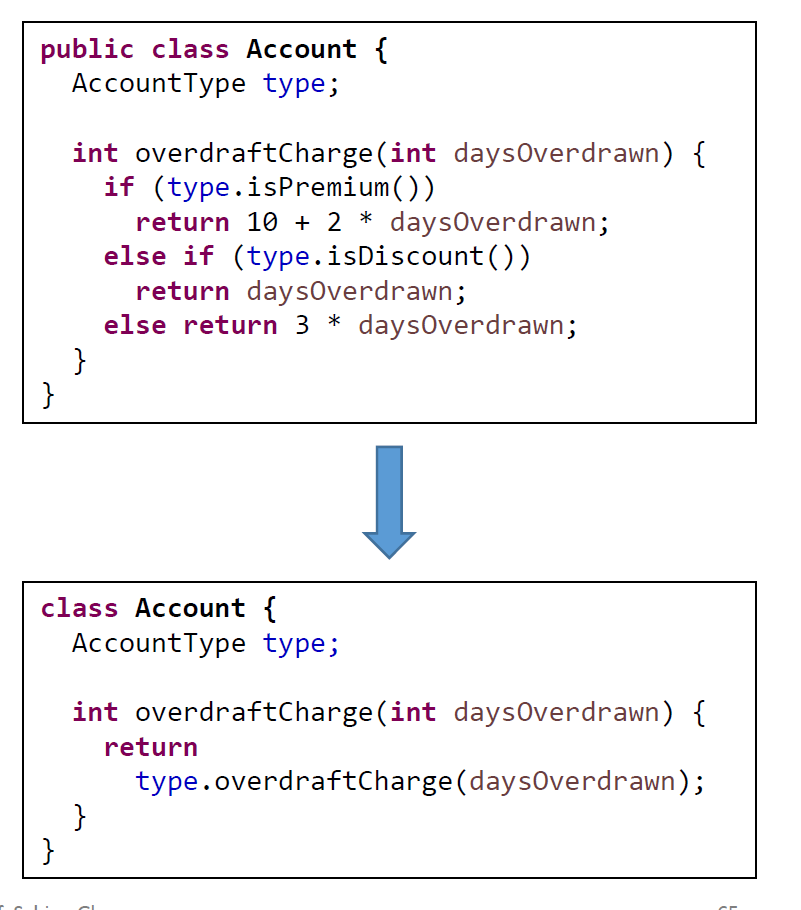 public class Account {
AccountType type;
int overdraftCharge(int daysOverdrawn) {
if (type.isPremium())
return 10 + 2 * daysOverdrawn;
else if (type.isDiscount())
return daysOverdrawn;
else return 3 * daysOverdrawn;
}
}
class Account {
AccountType type;
int overdraftCharge(int daysOverdrawn) {
return
type.overdraftCharge(daysOverdrawn);
}
}